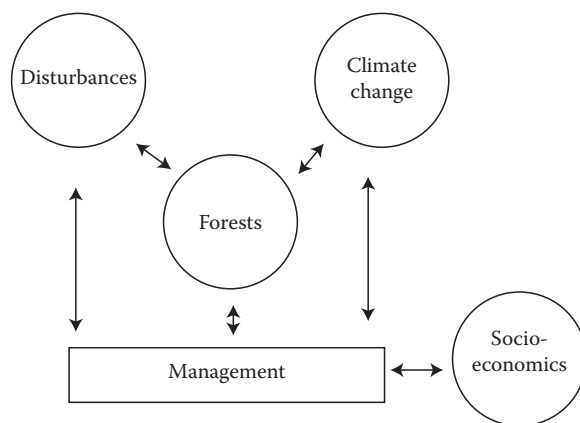 Disturbances
Climate
change
Forests
Socio-
economics
Management